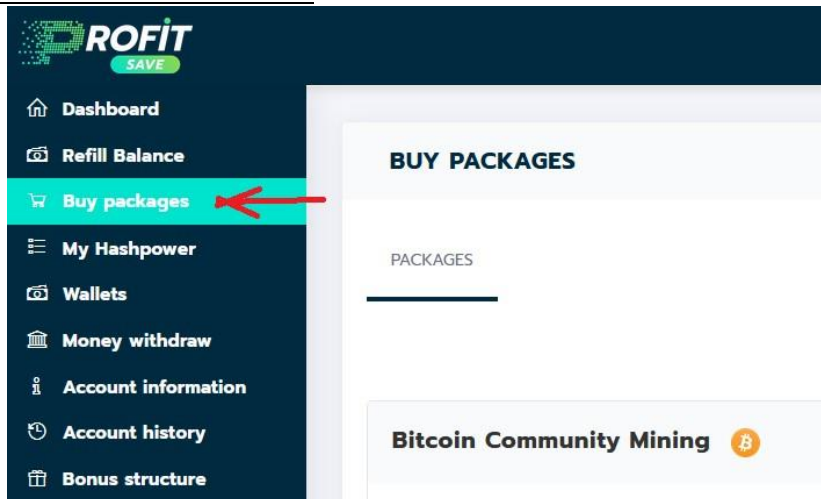 PROFIT
SAVE
Dashboard
Refill Balance
Buy packages
My Hashpower
Wallets
Money withdraw
Account information
Account history
Bonus structure
BUY PACKAGES
PACKAGES
Bitcoin Community Mining